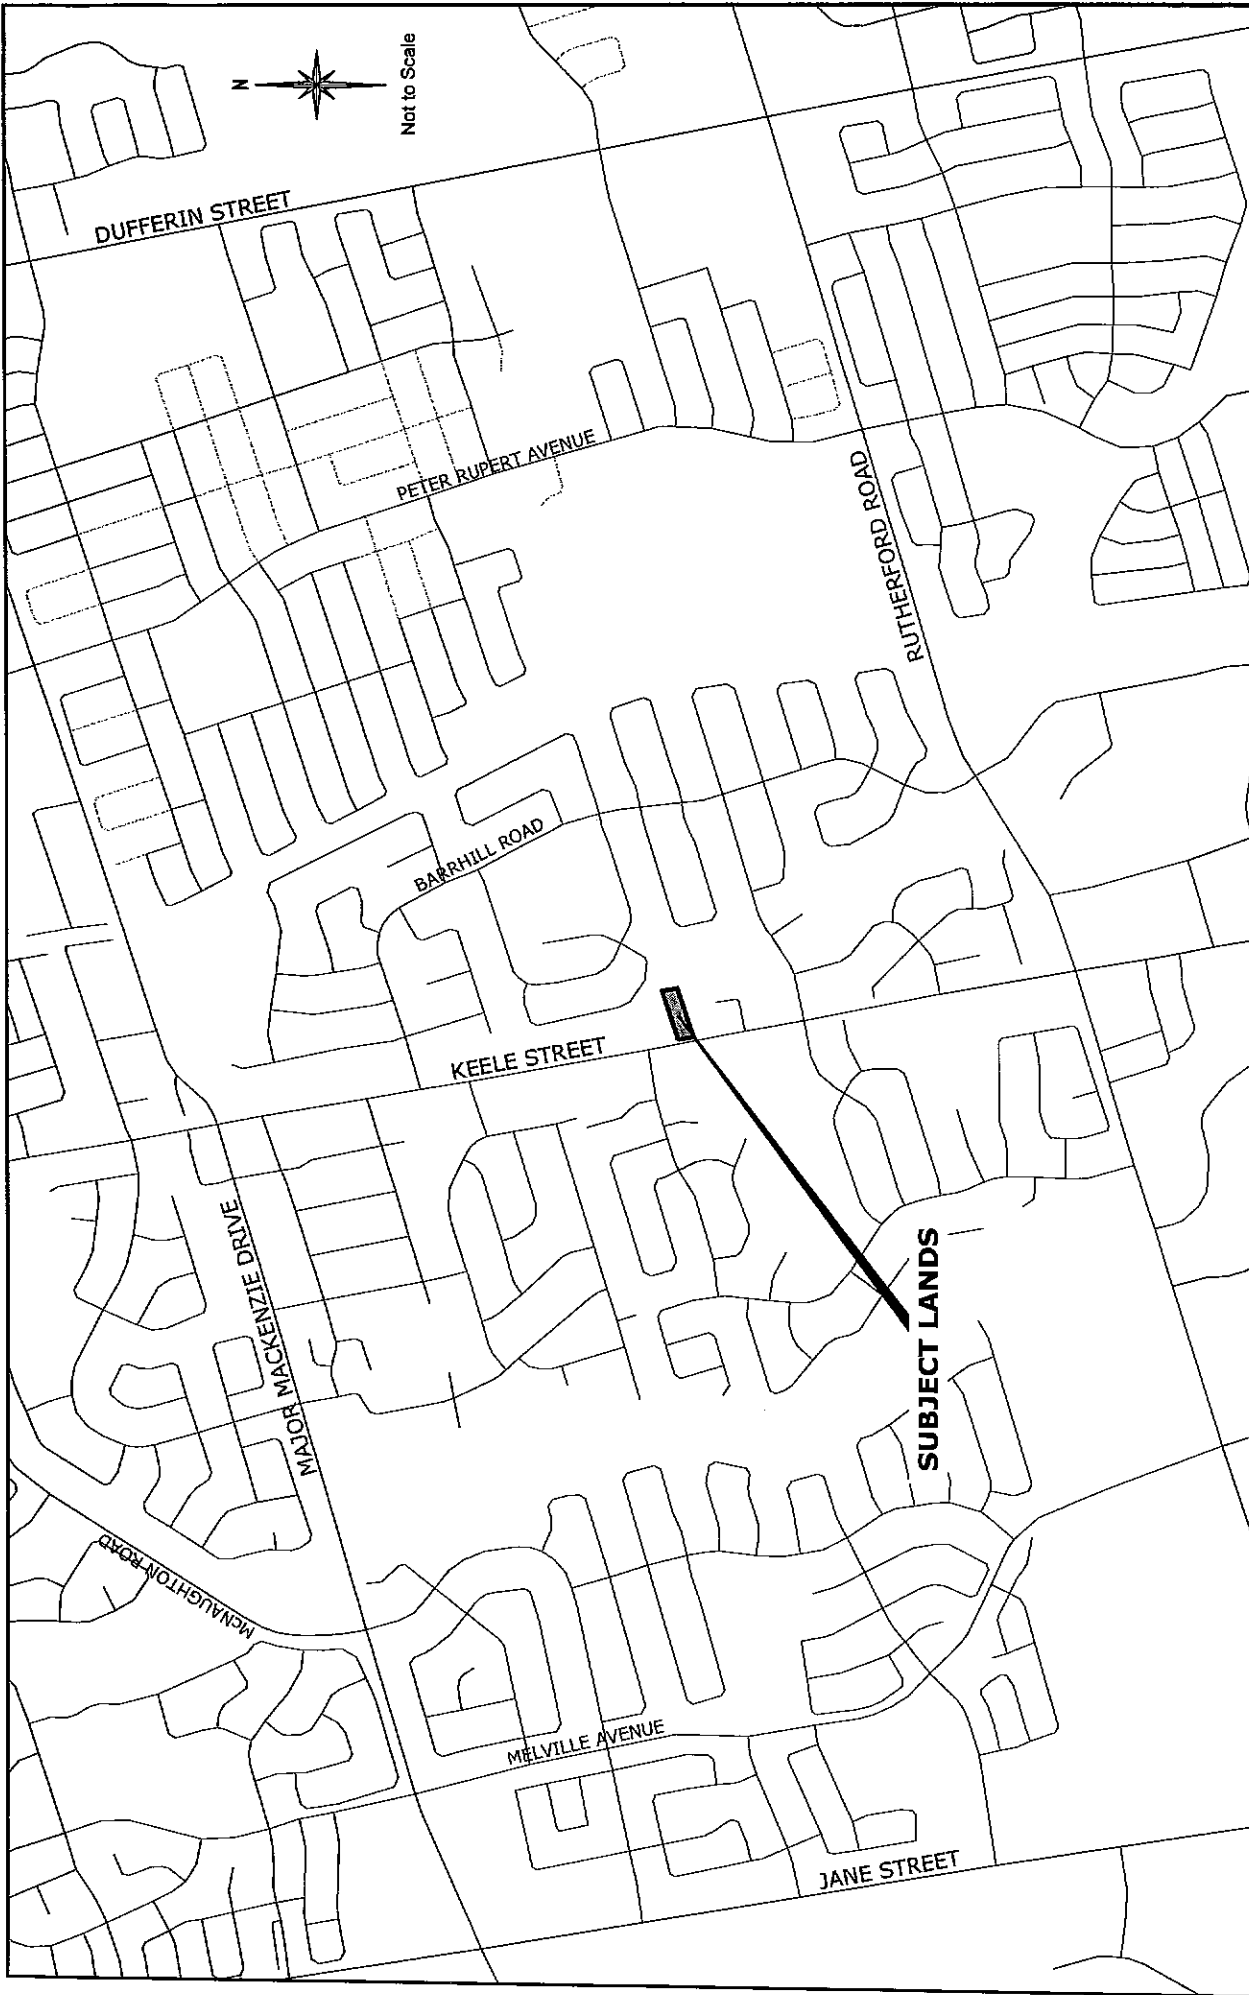 N
Not to Scale
DUFFERIN STREET
PETER RUPERT AVENUE
RUTHERFORD ROAD
BARRHILL ROAD
KEELE STREET
MAJOR MACKENZIE DRIVE
SUBJECT LANDS
McNAUGHTON ROAD
MELVILLE AVENUE
JANE STREET